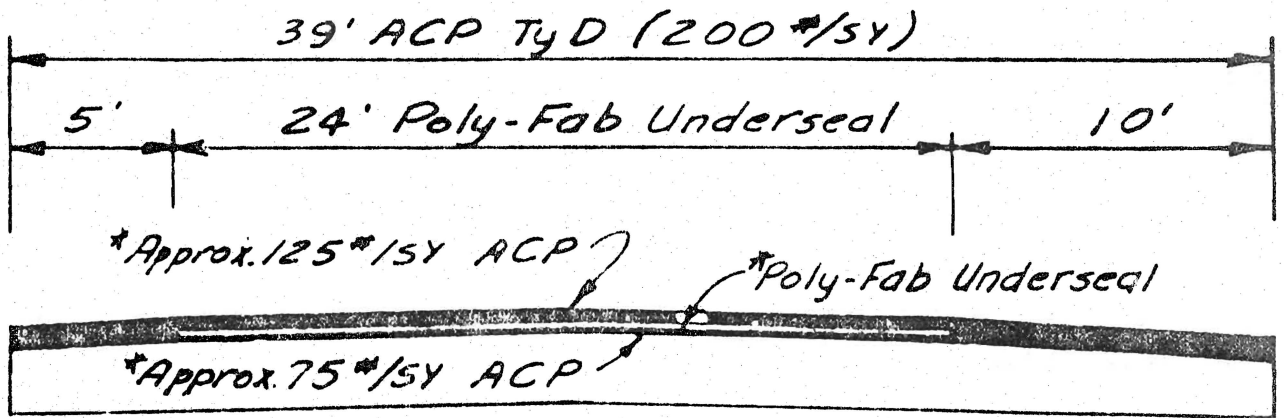 39' ACP Ty D (200 #/SY)
5' 24' Poly-Fab Underseal 10'
*Approx. 125 #/SY ACP
*Poly-Fab Underseal
*Approx. 75 #/SY ACP